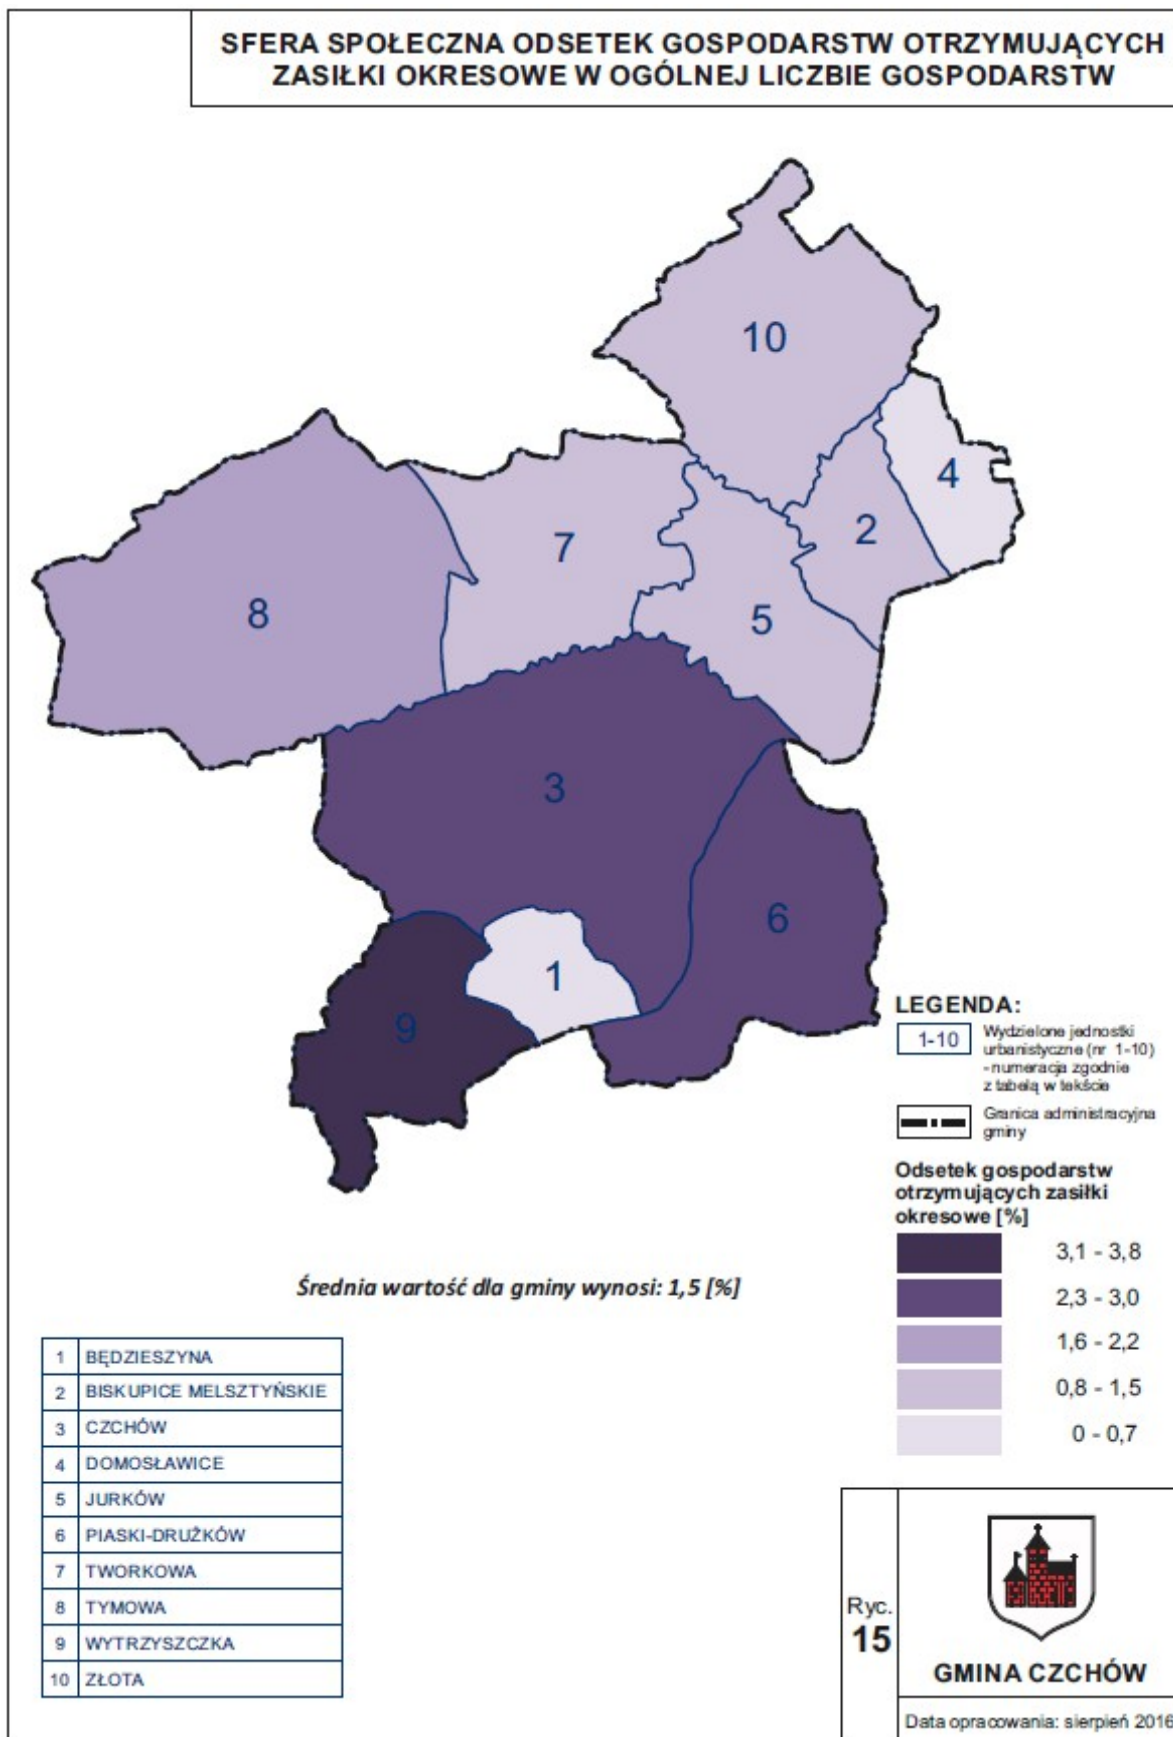 SFERA SPOŁECZNA ODSETEK GOSPODARSTW OTRZYMUJĄCYCH
ZASIŁKI OKRESOWE W OGÓLNEJ LICZBIE GOSPODARSTW
10
4
2
7
5
8
3
6
1
9
LEGENDA:
1-10 Wydzielone jednostki
urbanistyczne (nr 1-10)
-numeracja zgodnie
z tabelą w tekście
Granica administracyjna
gminy
Odsetek gospodarstw
otrzymujących zasiłki
okresowe [%]
3,1 - 3,8
2,3 - 3,0
1,6 - 2,2
0,8 - 1,5
0 - 0,7
Średnia wartość dla gminy wynosi: 1,5 [%]
1 BĘDZIESZYNA
2 BISKUPICE MELSZTYŃSKIE
3 CZCHÓW
4 DOMOSŁAWICE
5 JURKÓW
6 PIASKI-DRUŻKÓW
7 TWORKOWA
8 TYMOWA
9 WYTRZYSZCZKA
10 ZŁOTA
Ryc.
15
GMINA CZCHÓW
Data opracowania: sierpień 2016